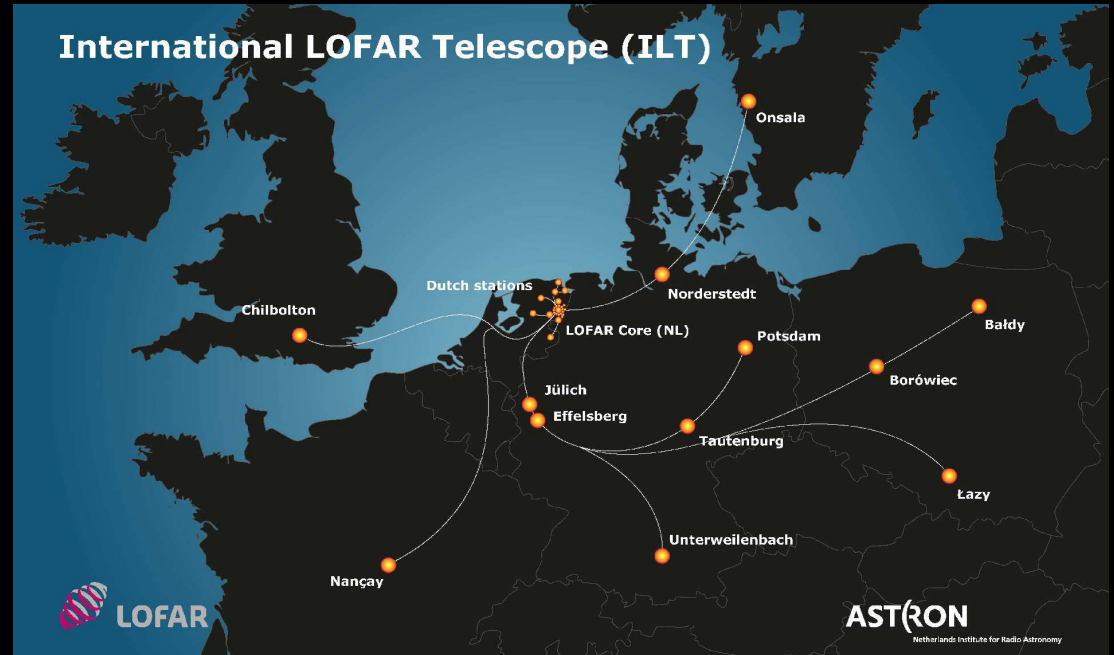 International LOFAR Telescope (ILT)
Onsala
Dutch stations
Norderstedt
Chilbolton
LOFAR Core (NL)
Bałdy
Potsdam
Borówiec
Jülich
Effelsberg
Tautenburg
Łazy
Unterweilenbach
Nançay
LOFAR
ASTRON
Netherlands Institute for Radio Astronomy